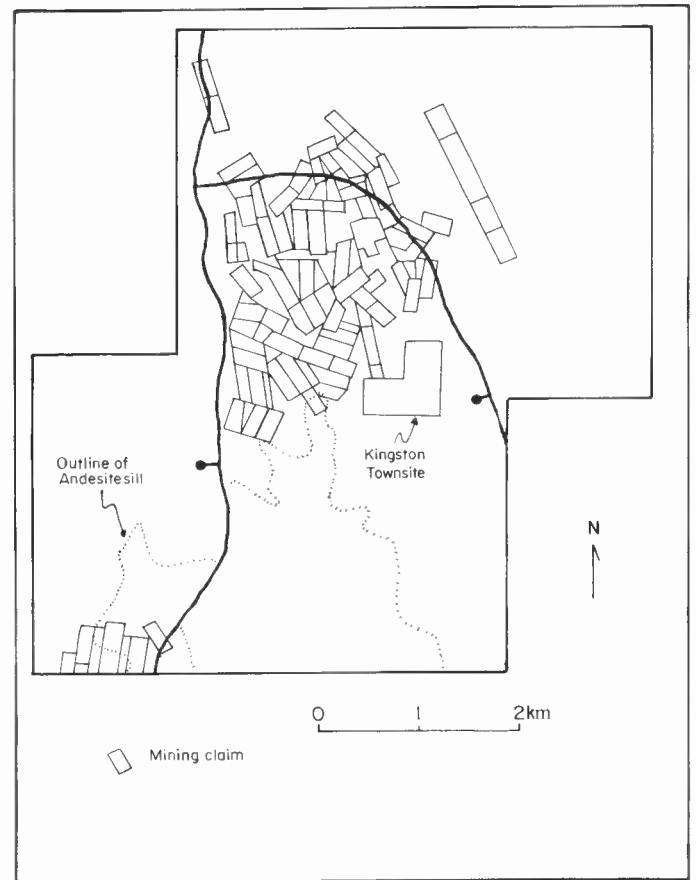 Outline of
Andesitesill
Kingston
Townsite
N
0 1 2km
Mining claim